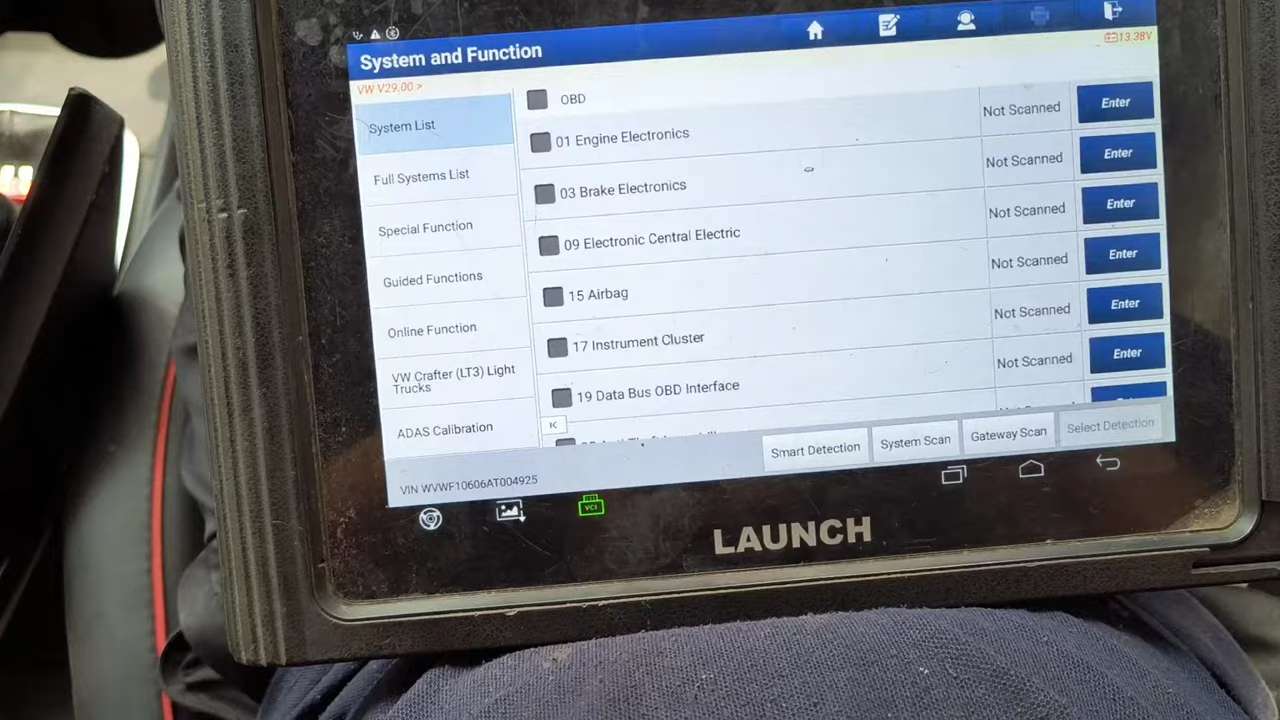 System and Function
13.38V
VW V29.00 >
System List
Full Systems List
Special Function
Guided Functions
Online Function
VW Crafter (LT3) Light
Trucks
ADAS Calibration
OBD
01 Engine Electronics
Not Scanned
Enter
03 Brake Electronics
Not Scanned
Enter
09 Electronic Central Electric
Not Scanned
Enter
15 Airbag
Not Scanned
Enter
17 Instrument Cluster
Not Scanned
Enter
19 Data Bus OBD Interface
Not Scanned
Enter
K
Smart Detection
System Scan
Gateway Scan
Select Detection
VIN WVWF10606AT004925
VCI
LAUNCH